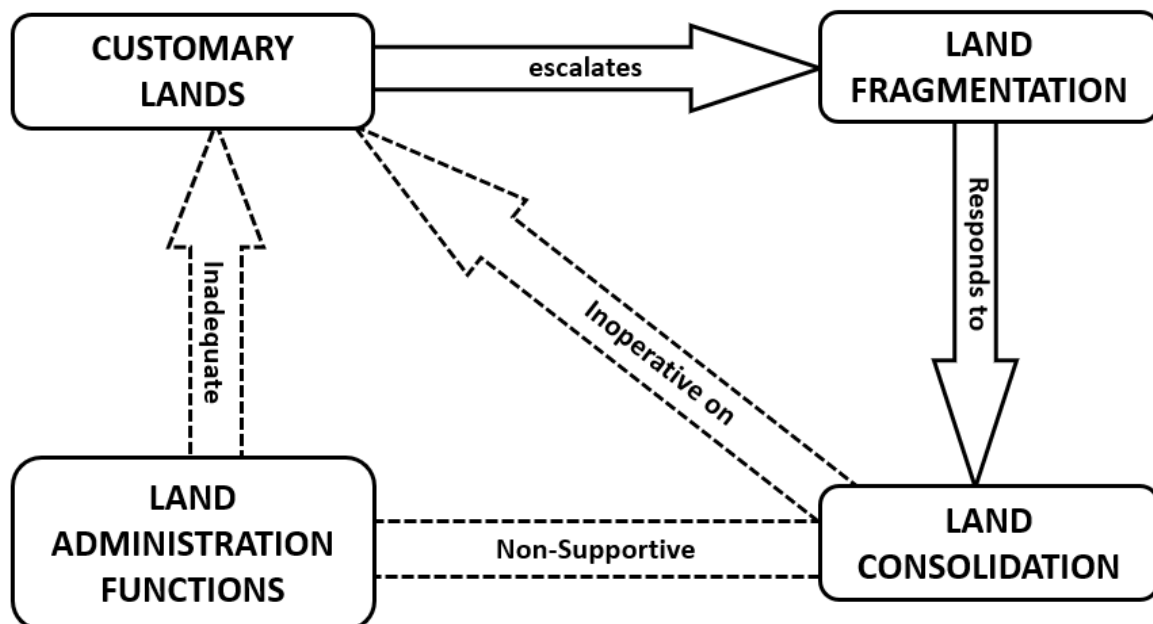 CUSTOMARY
LANDS
escalates
LAND
FRAGMENTATION
Responds to
Inadequate
Inoperative on
LAND
ADMINISTRATION
FUNCTIONS
Non-Supportive
LAND
CONSOLIDATION